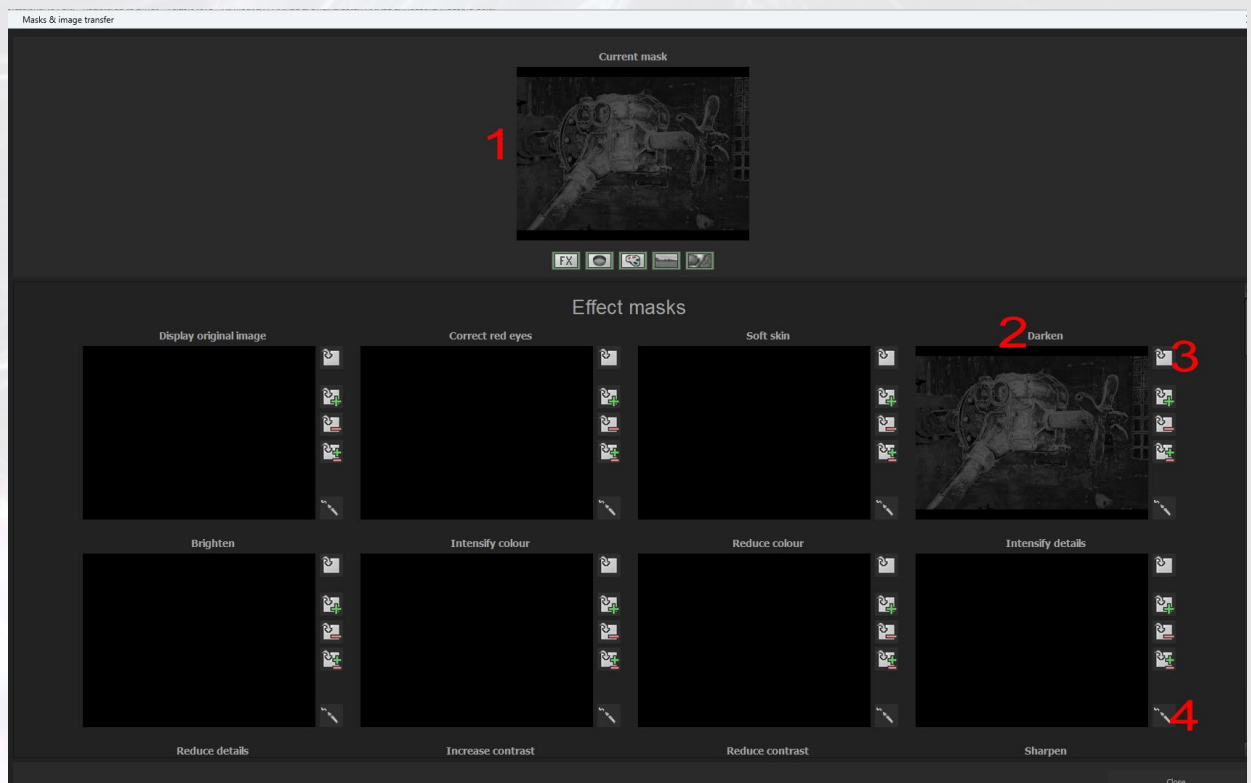 Masks & image transfer
Current mask
1
FX
Effect masks
Display original image
Correct red eyes
Soft skin
2
Darken
3
Brighten
Intensify colour
Reduce colour
Intensify details
4
Reduce details
Increase contrast
Reduce contrast
Sharpen
Close